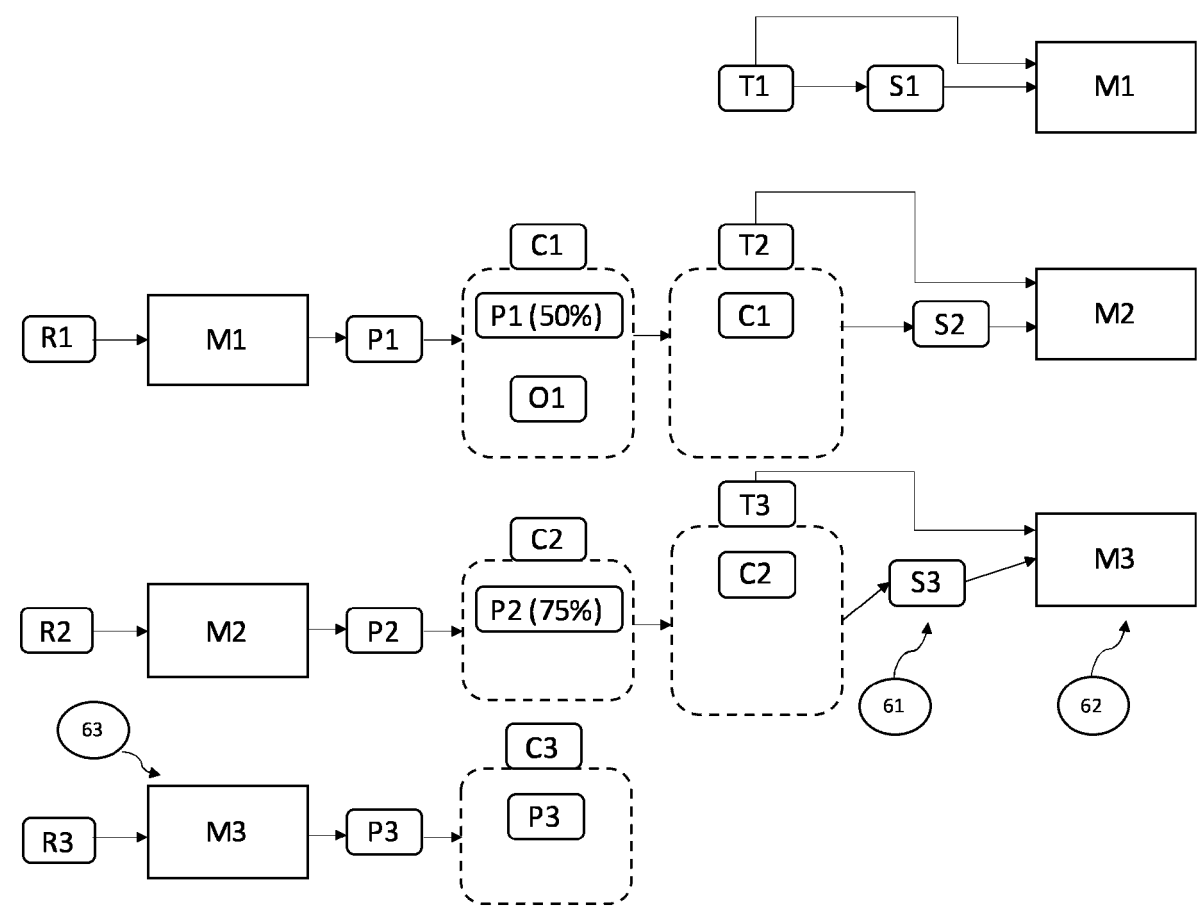 T1
S1
M1
R1
M1
P1
C1
P1 (50%)
O1
T2
C1
S2
M2
R2
M2
P2
C2
P2 (75%)
T3
C2
S3
M3
61
62
63
R3
M3
P3
C3
P3